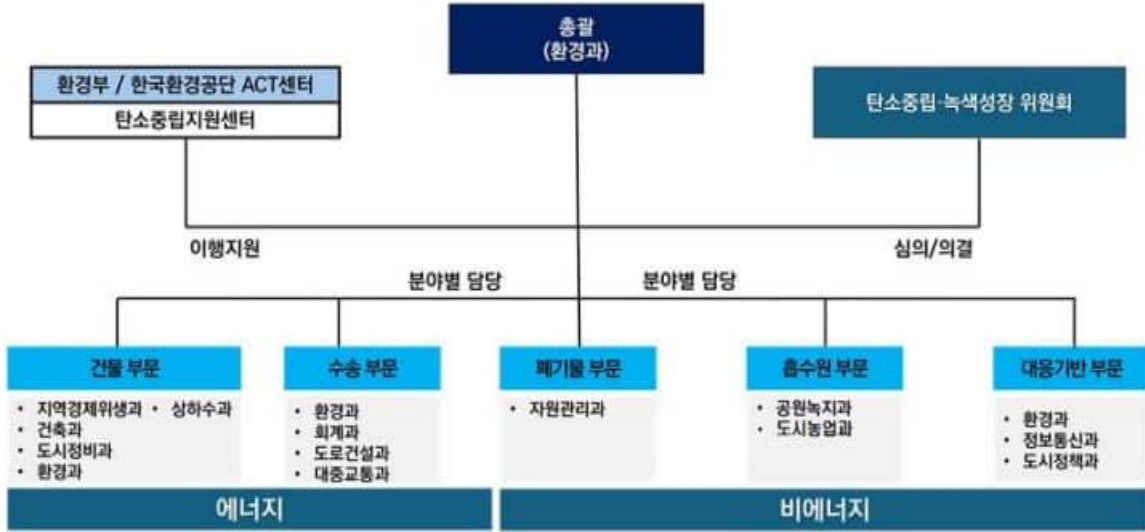 총괄
(환경과)
환경부 / 한국환경공단 ACT센터
탄소중립지원센터
탄소중립·녹색성장 위원회
이행지원
심의/의결
분야별 담당
분야별 담당
건물 부문
• 지역경제위생과 • 상하수과
• 건축과
• 도시정비과
• 환경과
수송 부문
• 환경과
• 회계과
• 도로건설과
• 대중교통과
폐기물 부문
• 자원관리과
흡수원 부문
• 공원녹지과
• 도시농업과
대응기반 부문
• 환경과
• 정보통신과
• 도시정책과
에너지
비에너지